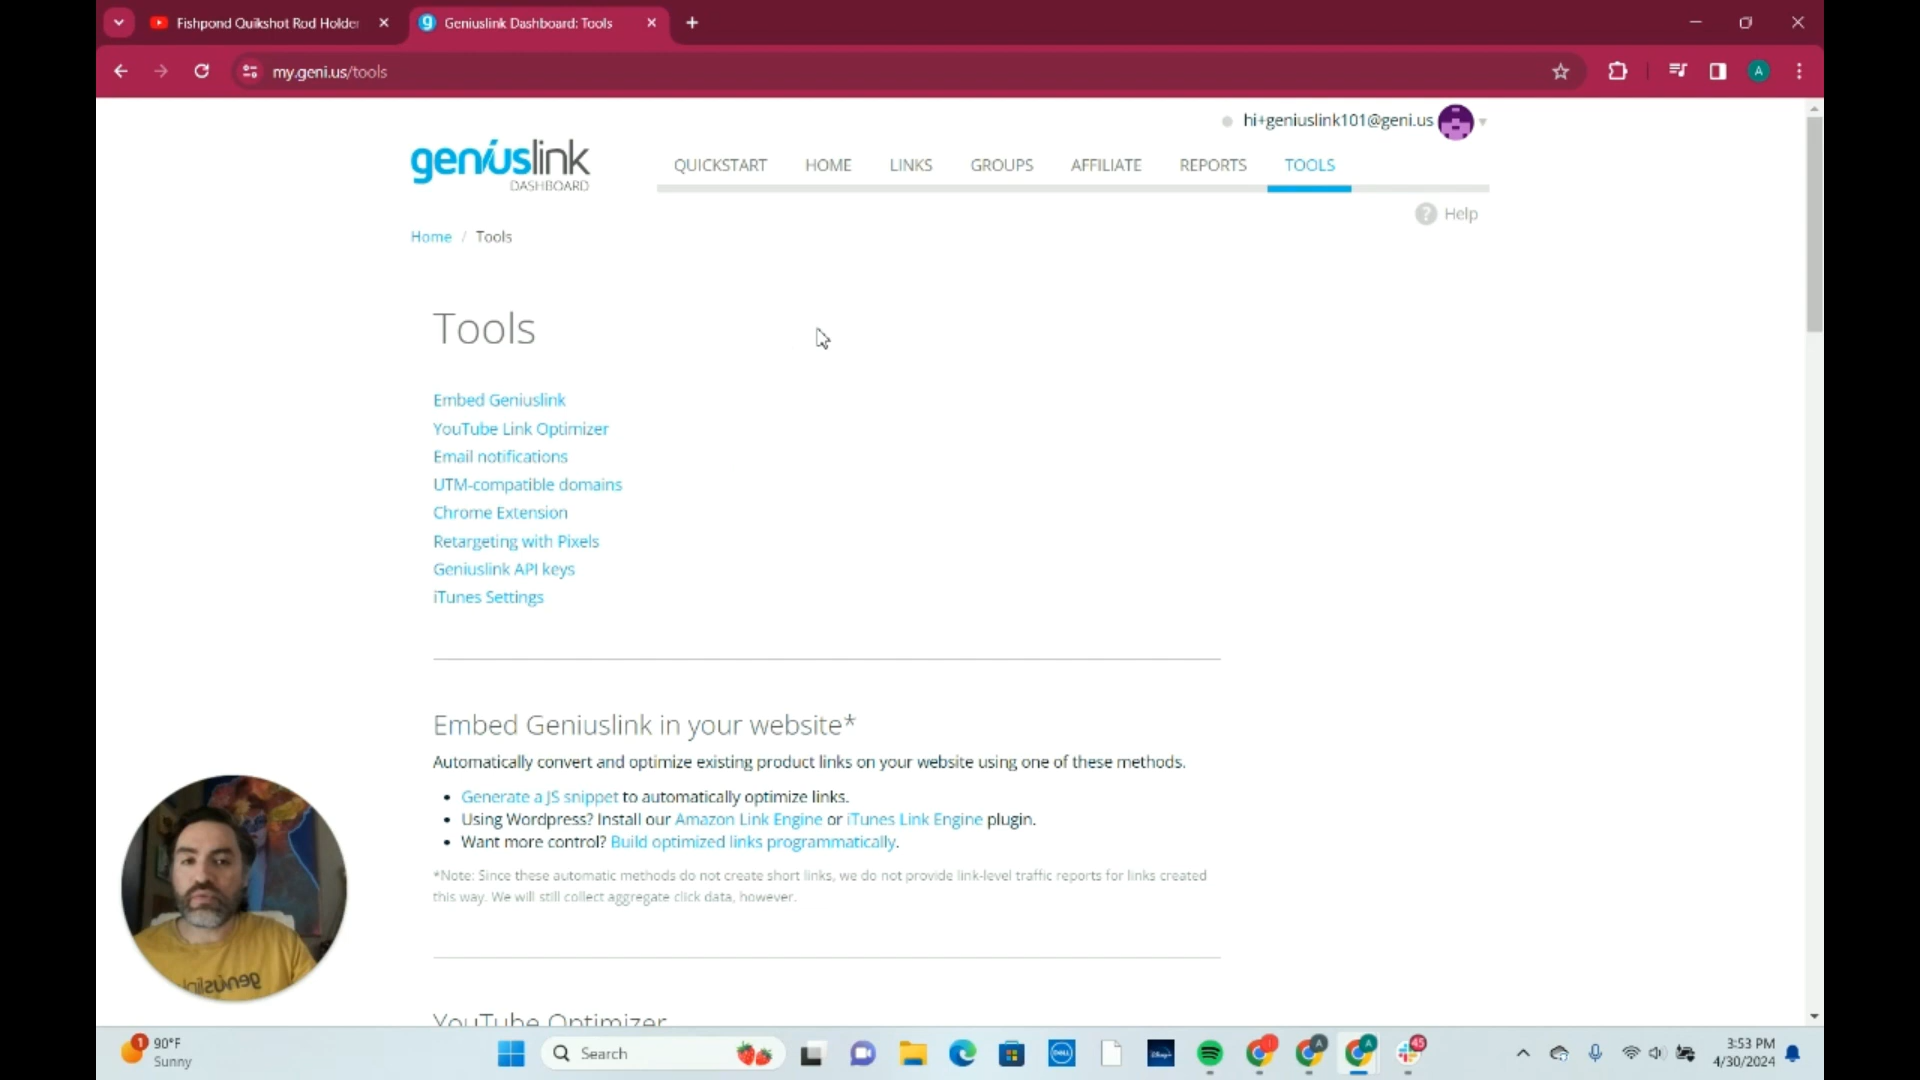 Fishpond Quikshot Rod Holder
Geniuslink Dashboard: Tools
my.geni.us/tools
A
hi+geniuslink101@geni.us
geniuslink
DASHBOARD
QUICKSTART HOME LINKS GROUPS AFFILIATE REPORTS TOOLS
? Help
Home / Tools
Tools
Embed Geniuslink
YouTube Link Optimizer
Email notifications
UTM-compatible domains
Chrome Extension
Retargeting with Pixels
Geniuslink API keys
iTunes Settings
Embed Geniuslink in your website*
Automatically convert and optimize existing product links on your website using one of these methods.
• Generate a JS snippet to automatically optimize links.
• Using Wordpress? Install our Amazon Link Engine or iTunes Link Engine plugin.
• Want more control? Build optimized links programmatically.
*Note: Since these automatic methods do not create short links, we do not provide link-level traffic reports for links created
this way. We will still collect aggregate click data, however.
geniuslink
YouTube Optimizer
1
90°F
Sunny
Search
DELL
Disney+
A
A
45
3:53 PM
4/30/2024